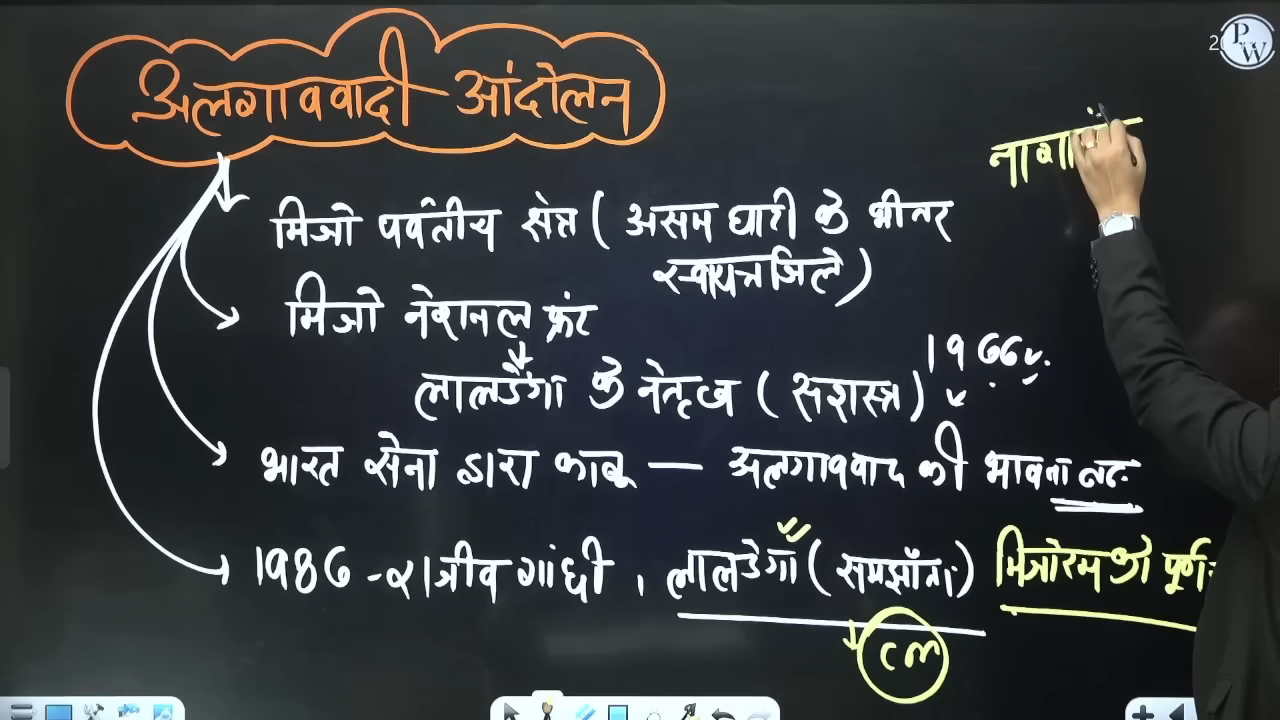 अलगाववादी आंदोलन
PW
नागा
मिजो पर्वतीय क्षेत्र ( असम घाटी के भीतर
स्वायत्त जिले )
मिजो नेशनल फ्रंट
1966
लालडेंगा के नेतृत्व ( सशस्त्र )
भारत सेना द्वारा काबू — अलगाववाद की भावना
1986 - राजीव गांधी , लालडेंगा ( समझौता ) मिजोरम को पूर्ण
CM